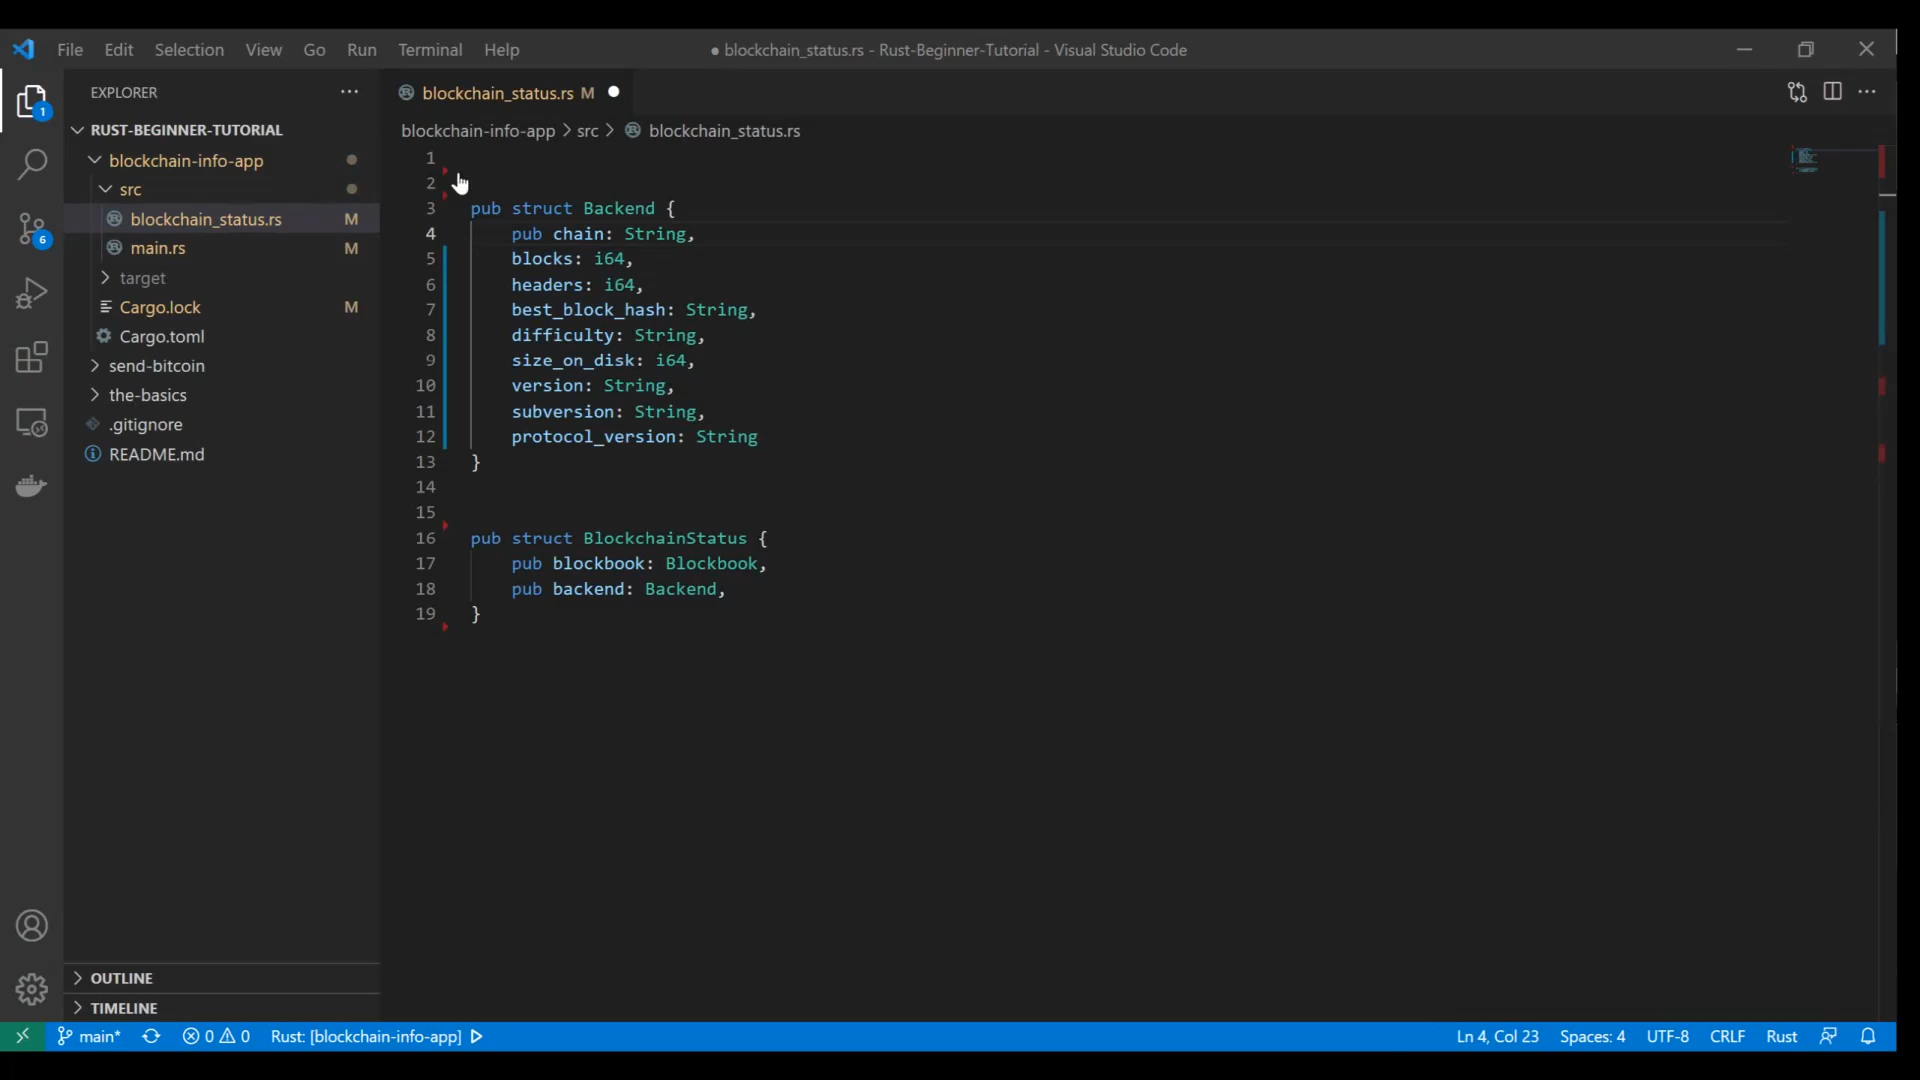 File Edit Selection View Go Run Terminal Help
● blockchain_status.rs - Rust-Beginner-Tutorial - Visual Studio Code
EXPLORER ···
RUST-BEGINNER-TUTORIAL
blockchain-info-app
src
blockchain_status.rs M
main.rs M
target
Cargo.lock M
Cargo.toml
send-bitcoin
the-basics
.gitignore
README.md
1
6
OUTLINE
TIMELINE
blockchain_status.rs M
blockchain-info-app > src > blockchain_status.rs
1
2
3 pub struct Backend {
4 pub chain: String,
5 blocks: i64,
6 headers: i64,
7 best_block_hash: String,
8 difficulty: String,
9 size_on_disk: i64,
10 version: String,
11 subversion: String,
12 protocol_version: String
13 }
14
15
16 pub struct BlockchainStatus {
17 pub blockbook: Blockbook,
18 pub backend: Backend,
19 }
main* 0 0 Rust: [blockchain-info-app] Ln 4, Col 23 Spaces: 4 UTF-8 CRLF Rust